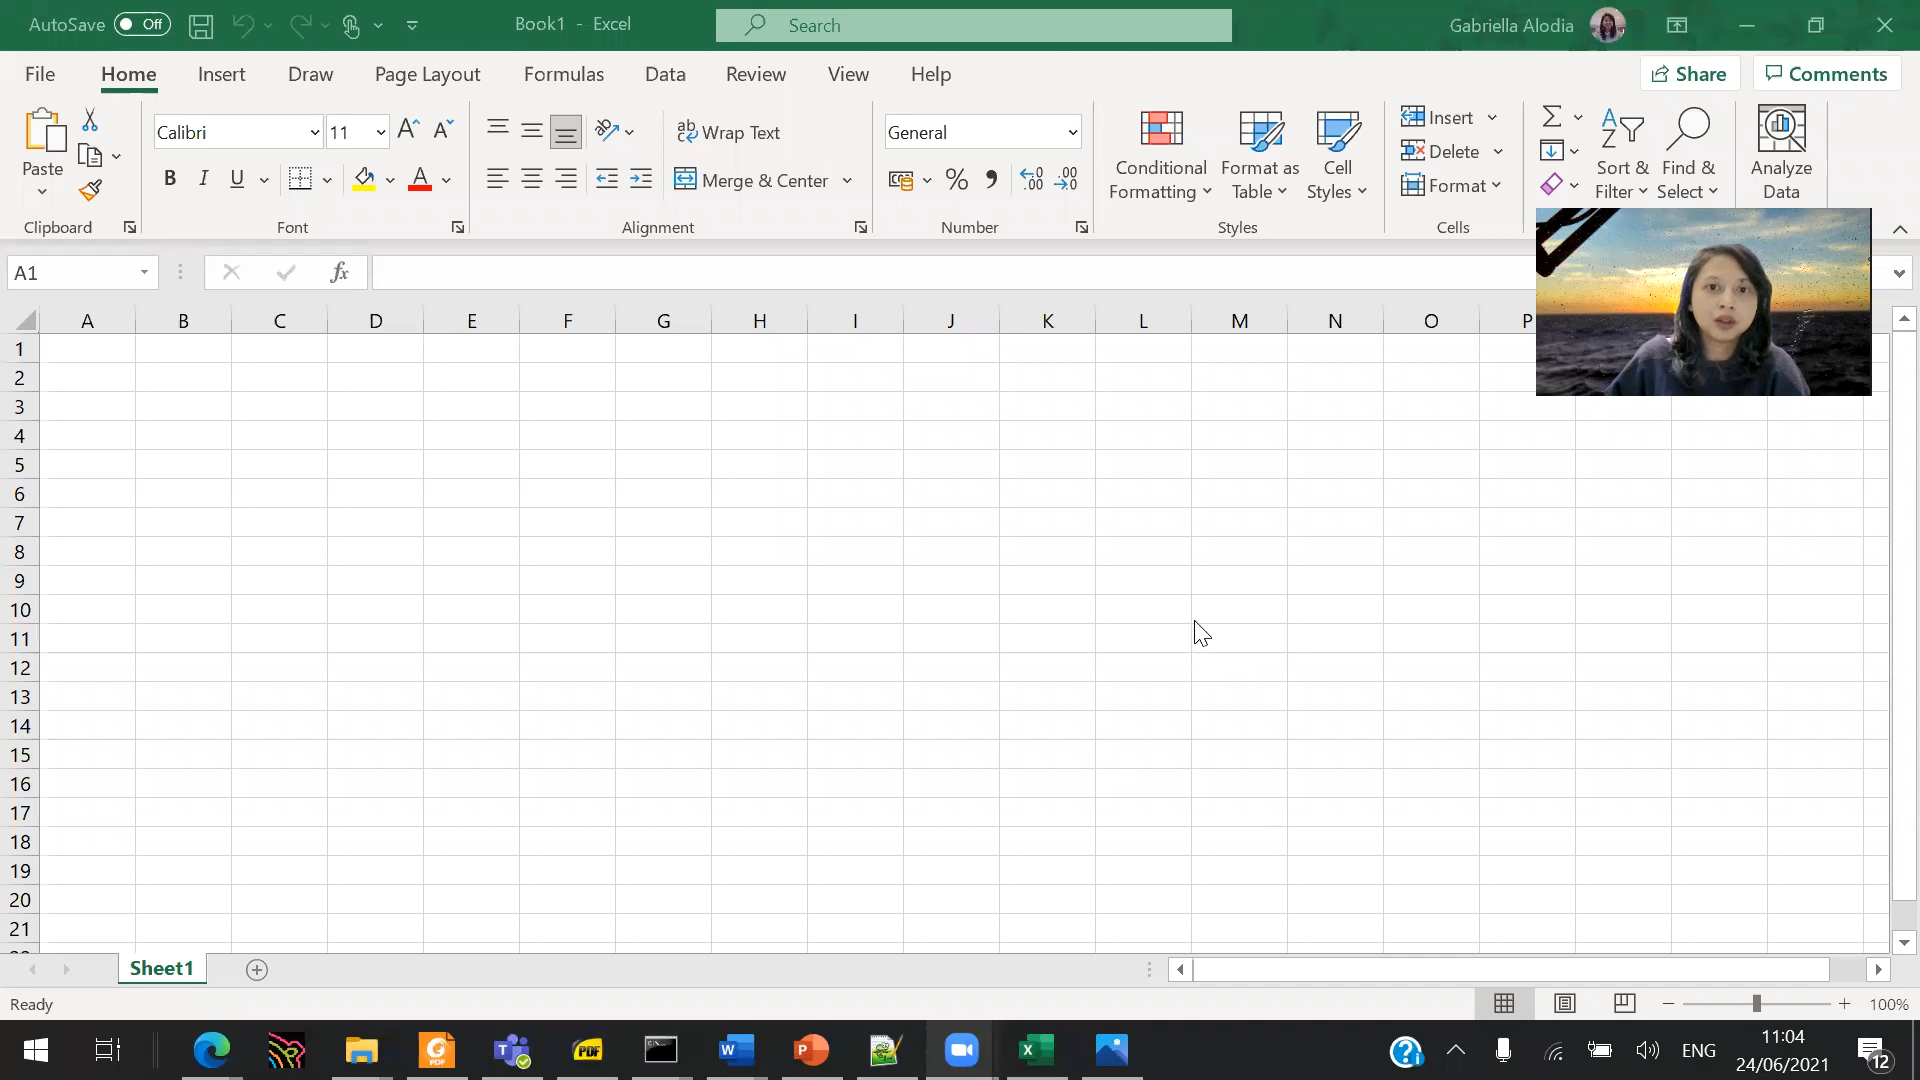 AutoSave Off Book1 - Excel Search Gabriella Alodia
File Home Insert Draw Page Layout Formulas Data Review View Help Share Comments
Calibri 11 Wrap Text General Insert
Paste Merge & Center Conditional Formatting Format as Table Cell Styles Delete Sort & Filter Find & Select Analyze Data
Format
Clipboard Font Alignment Number Styles Cells
A1 fx
A B C D E F G H I J K L M N O P
1
2
3
4
5
6
7
8
9
10
11
12
13
14
15
16
17
18
19
20
21
Sheet1
Ready 100%
ENG 11:04
24/06/2021 12